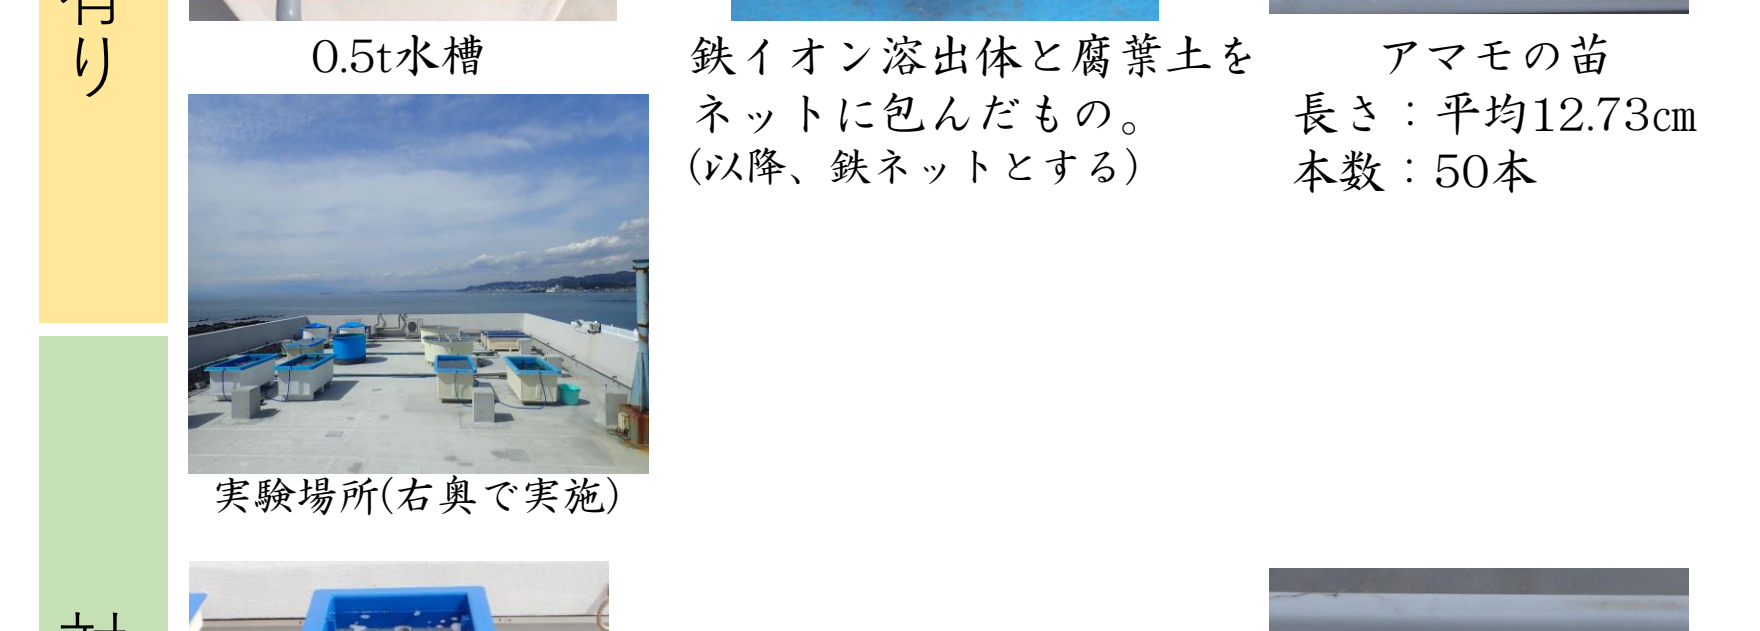 り
0.5t水槽
鉄イオン溶出体と腐葉土を
ネットに包んだもの。
(以降、鉄ネットとする)
アマモの苗
長さ：平均12.73㎝
本数：50本
実験場所(右奥で実施)